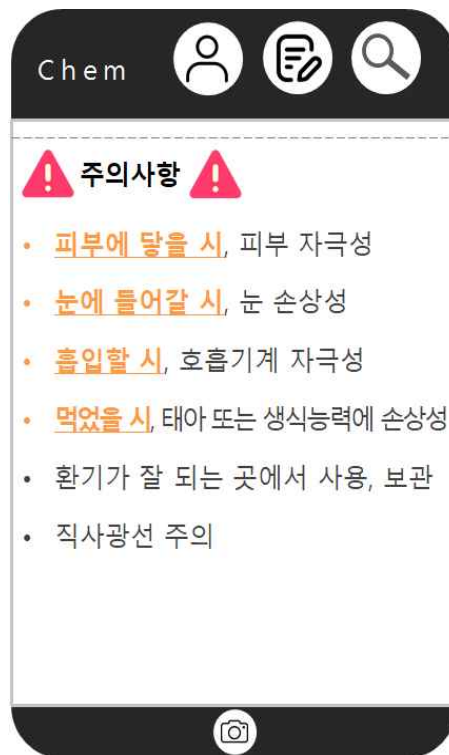 Chem
주의사항
• 피부에 닿을 시, 피부 자극성
• 눈에 들어갈 시, 눈 손상성
• 흡입할 시, 호흡기계 자극성
• 먹었을 시, 태아 또는 생식능력에 손상성
• 환기가 잘 되는 곳에서 사용, 보관
• 직사광선 주의